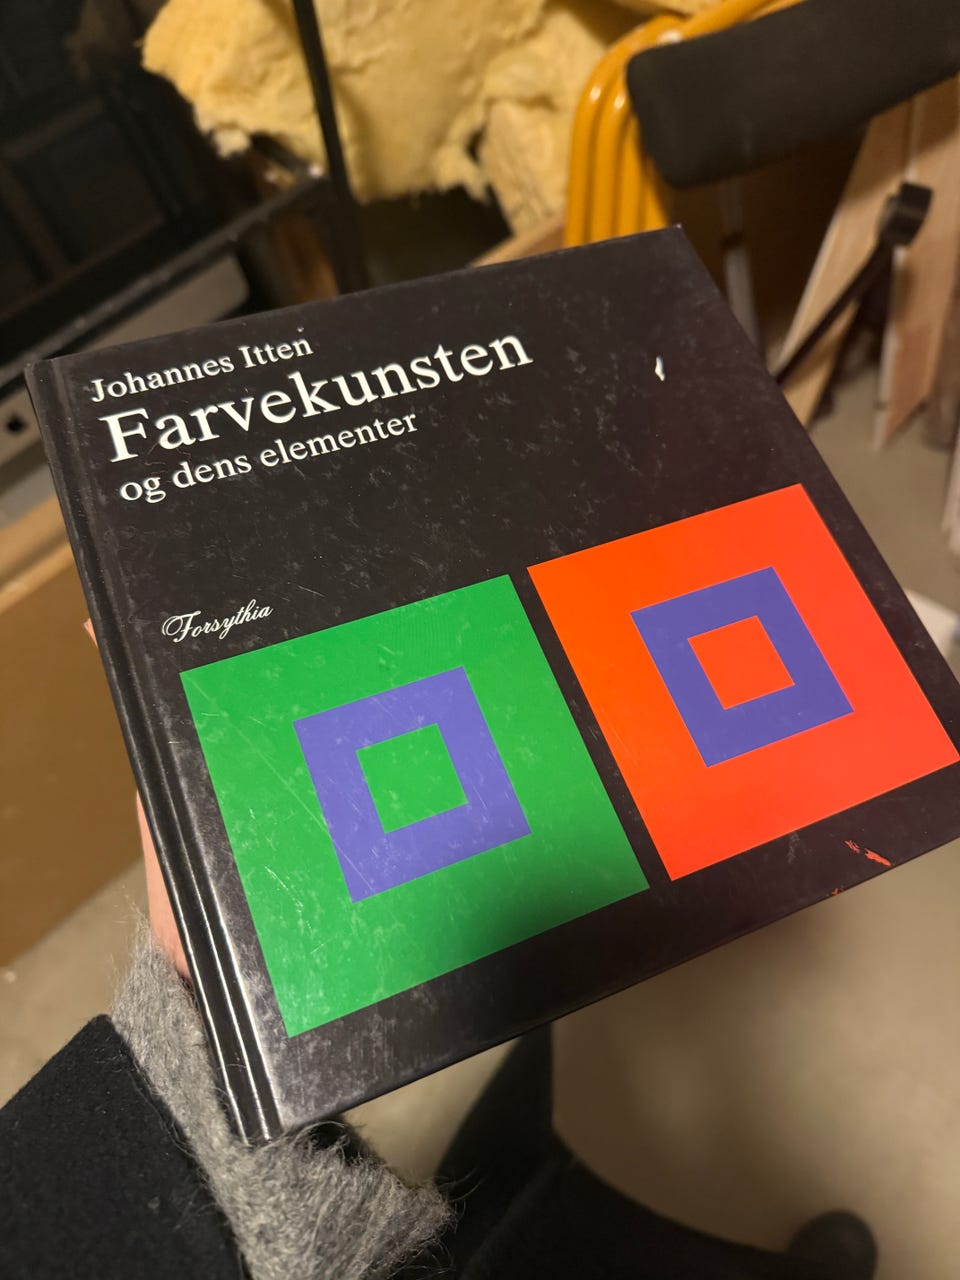 Johannes Itten
Farvekunsten
og dens elementer
Forsythia